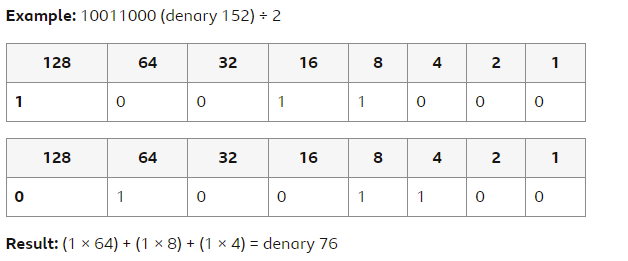 Example: 10011000 (denary 152) ÷ 2
128 64 32 16 8 4 2 1
1 0 0 1 1 0 0 0
128 64 32 16 8 4 2 1
0 1 0 0 1 1 0 0
Result: (1 × 64) + (1 × 8) + (1 × 4) = denary 76